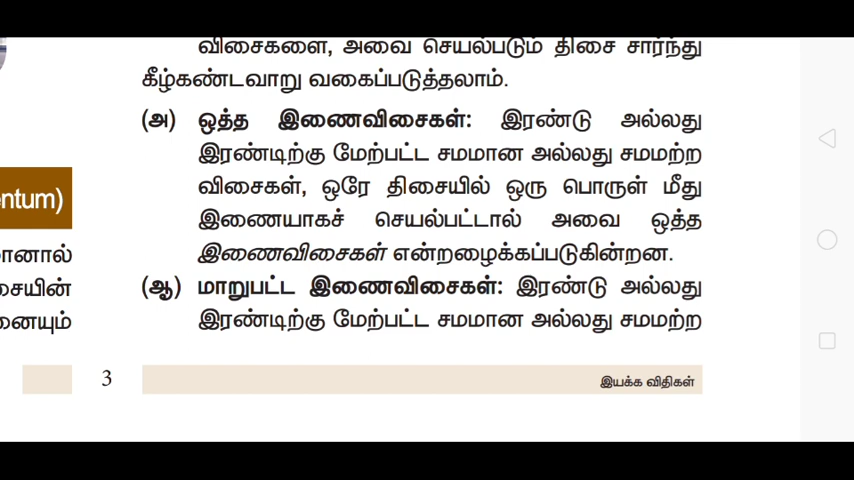 ntum)
மானால்
சையின்
னையும்
விசைகளை, அவை செயல்படும் திசை சார்ந்து
கீழ்கண்டவாறு வகைப்படுத்தலாம்.
(அ) ஒத்த இணைவிசைகள்: இரண்டு அல்லது
இரண்டிற்கு மேற்பட்ட சமமான அல்லது சமமற்ற
விசைகள், ஒரே திசையில் ஒரு பொருள் மீது
இணையாகச் செயல்பட்டால் அவை ஒத்த
இணைவிசைகள் என்றழைக்கப்படுகின்றன.
(ஆ) மாறுபட்ட இணைவிசைகள்: இரண்டு அல்லது
இரண்டிற்கு மேற்பட்ட சமமான அல்லது சமமற்ற
3
இயக்க விதிகள்